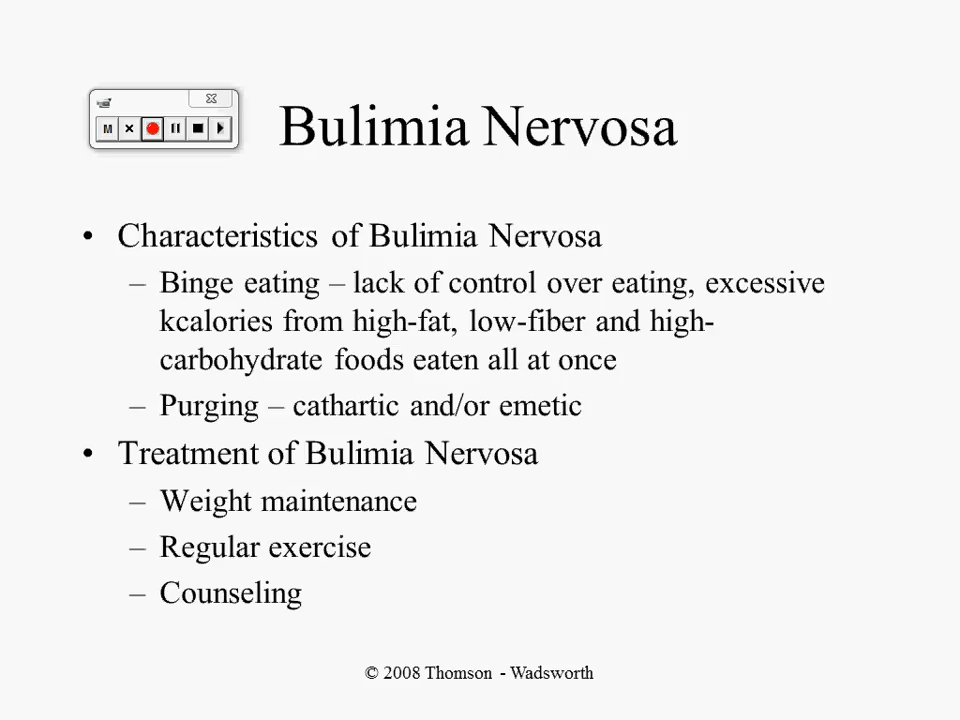 M
Bulimia Nervosa
• Characteristics of Bulimia Nervosa
– Binge eating – lack of control over eating, excessive
kcalories from high-fat, low-fiber and high-
carbohydrate foods eaten all at once
– Purging – cathartic and/or emetic
• Treatment of Bulimia Nervosa
– Weight maintenance
– Regular exercise
– Counseling
© 2008 Thomson - Wadsworth